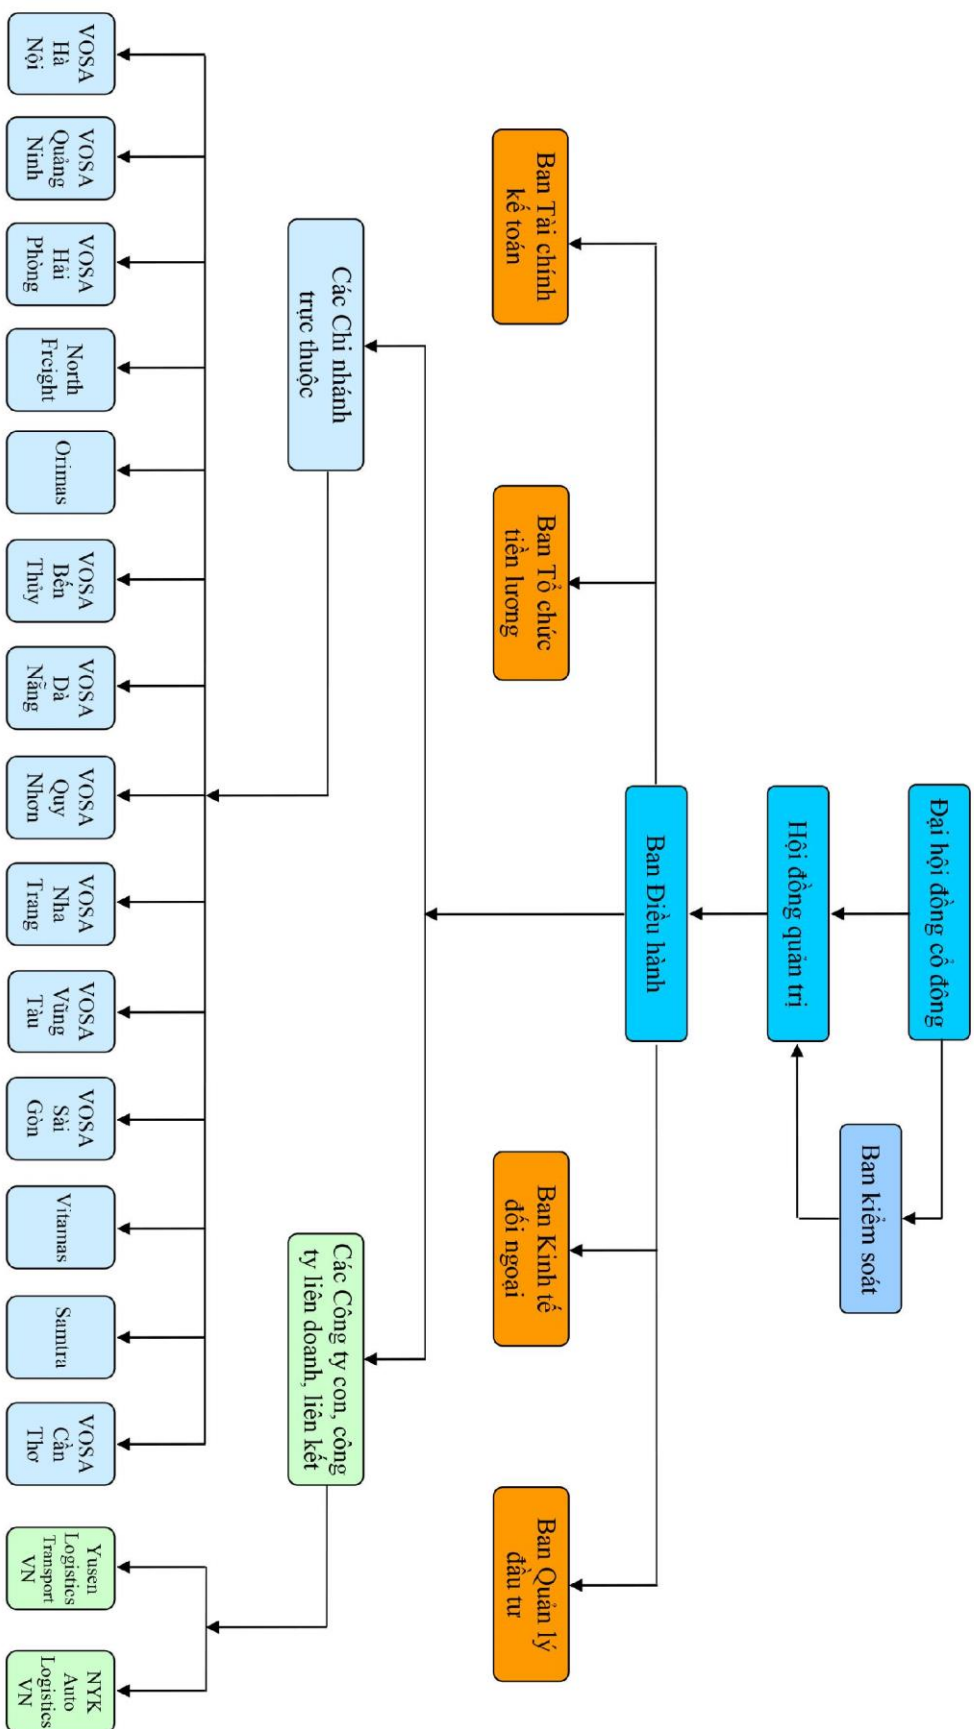 Đại hội đồng cổ đông
Ban kiểm soát
Hội đồng quản trị
Ban Điều hành
Ban Tài chính
kế toán
Ban Tổ chức
tiền lương
Ban Kinh tế
đối ngoại
Ban Quản lý
đầu tư
Các Chi nhánh
trực thuộc
Các Công ty con, công
ty liên doanh, liên kết
VOSA
Hà
Nội
VOSA
Quảng
Ninh
VOSA
Hải
Phòng
North
Freight
Orimas
VOSA
Bến
Thủy
VOSA
Đà
Nẵng
VOSA
Quy
Nhơn
VOSA
Nha
Trang
VOSA
Vũng
Tàu
VOSA
Sài
Gòn
Vitamas
Samtra
VOSA
Cần
Thơ
Yusen
Logistics
Transport
VN
NYK
Auto
Logistics
VN